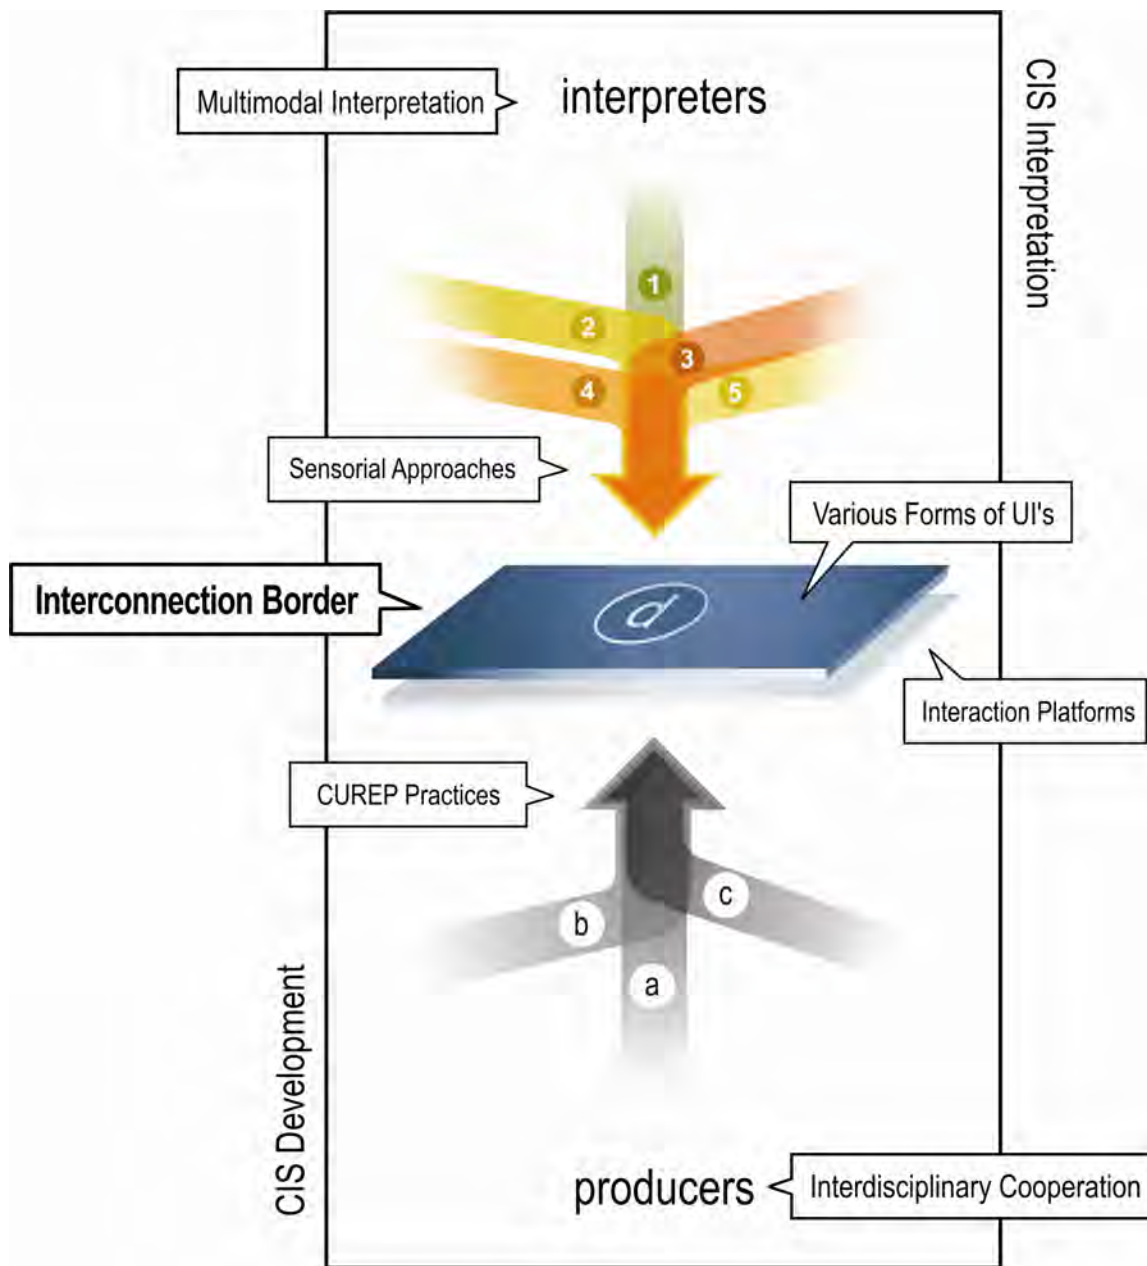 Multimodal Interpretation
interpreters
CIS Interpretation
1
2
3
4
5
Sensorial Approaches
Various Forms of UI's
Interconnection Border
d
Interaction Platforms
CUREP Practices
c
b
a
CIS Development
producers
Interdisciplinary Cooperation